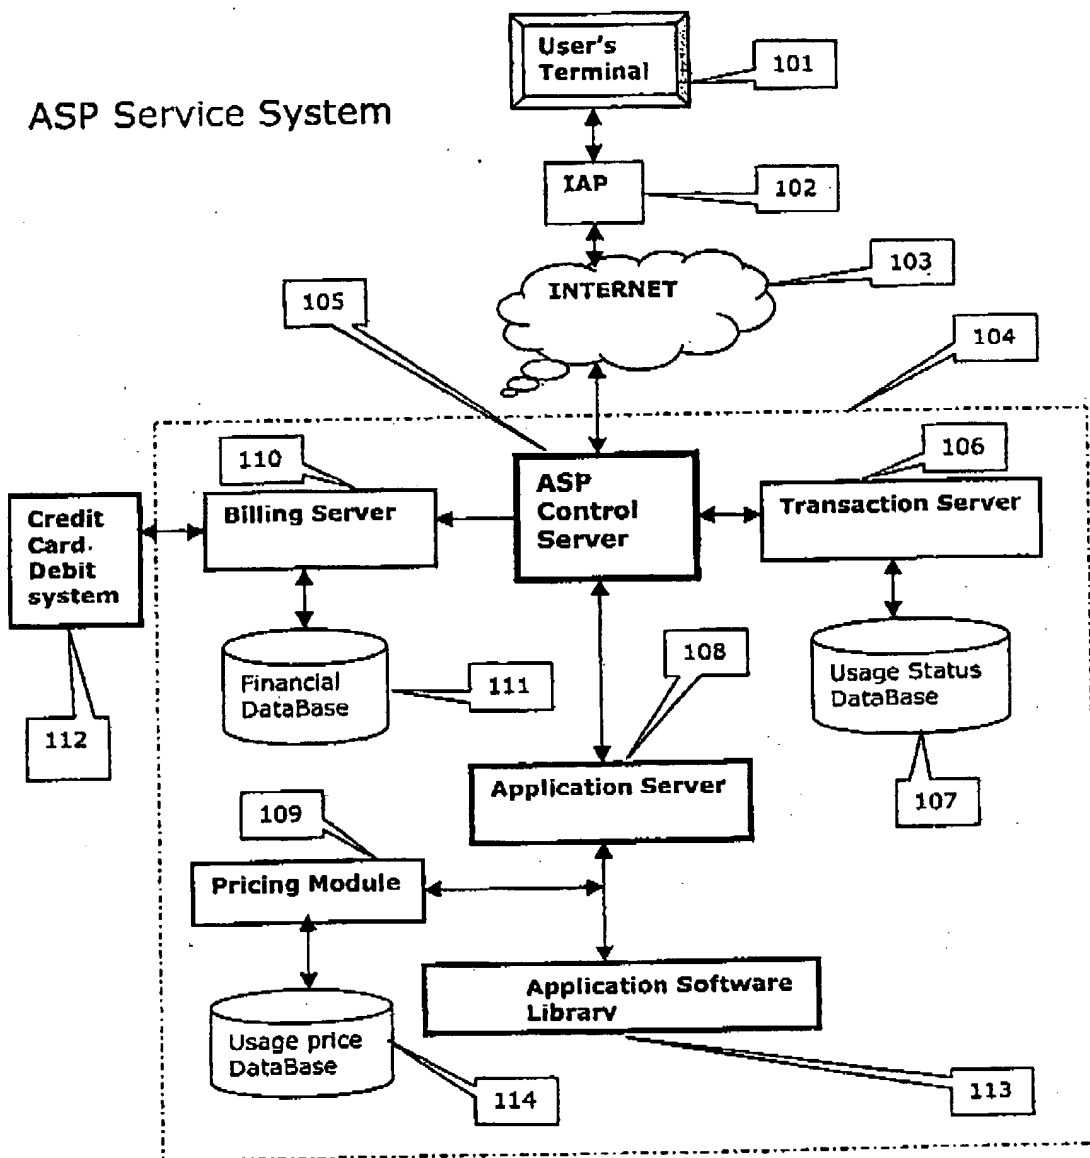 User's
Terminal
101
ASP Service System
IAP
102
INTERNET
103
105
104
110
106
ASP
Control
Server
Billing Server
Transaction Server
Credit
Card.
Debit
system
108
Financial
DataBase
111
Usage Status
DataBase
112
107
Application Server
109
Pricing Module
Application Software
Library
Usage price
DataBase
114
113